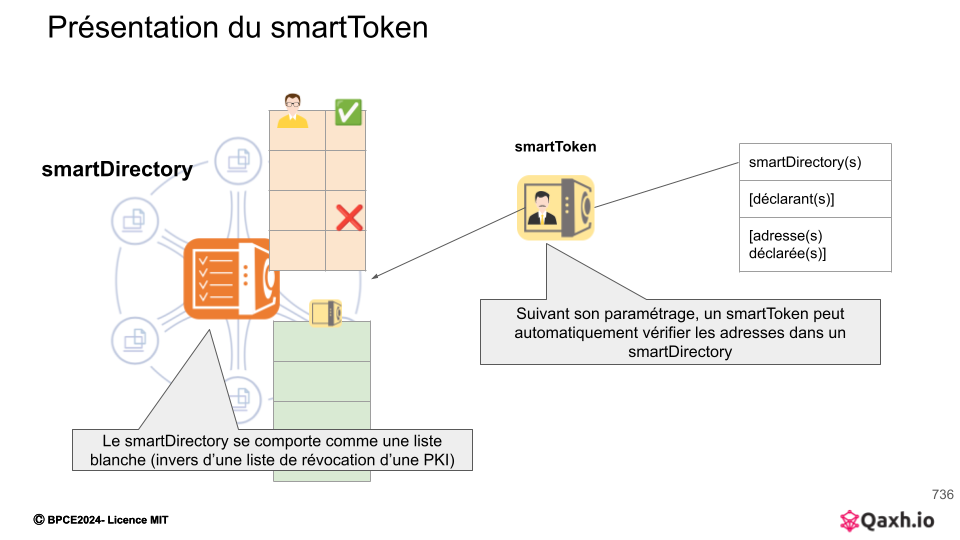 Présentation du smartToken
smartDirectory
smartToken
smartDirectory(s)
[déclarant(s)]
[adresse(s)
déclarée(s)]
Suivant son paramétrage, un smartToken peut
automatiquement vérifier les adresses dans un
smartDirectory
Le smartDirectory se comporte comme une liste
blanche (invers d’une liste de révocation d’une PKI)
736
© BPCE2024- Licence MIT
Qaxh.io